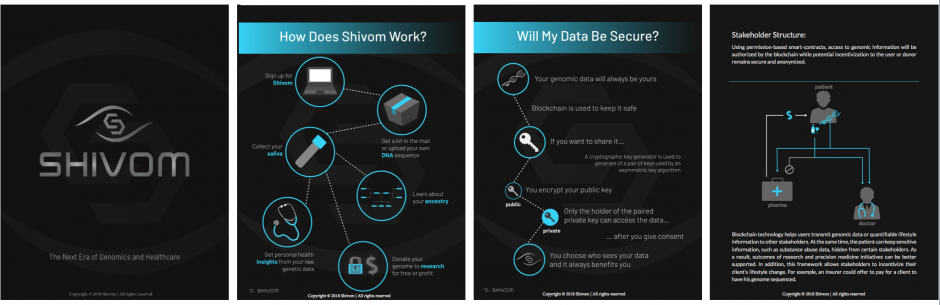 SHIVOM
The Next Era of Genomics and Healthcare
Copyright © 2018 Shivom | All rights reserved
How Does Shivom Work?
Sign up for
Shivom
Get a kit in the mail
or upload your own
DNA sequence
Collect your
saliva
Learn about
your ancestry
Get personal health
insights from your raw
genetic data
Donate your
genome to research
for free or profit
SHIVOM
Copyright © 2018 Shivom | All rights reserved
Will My Data Be Secure?
Your genomic data will always be yours
Blockchain is used to keep it safe
If you want to share it...
A cryptographic key generator is used to
generate of a pair of keys used by an
asymmetric key algorithm
You encrypt your public key
public
Only the holder of the paired
private key can access the data...
private
... after you give consent
You choose who sees your data
and it always benefits you
SHIVOM
Copyright © 2018 Shivom | All rights reserved
Stakeholder Structure:
Using permission-based smart-contracts, access to genomic information will be
authorized by the blockchain while potential incentivization to the user or donor
remains secure and anonymized.
patient
$
pharma
doctor
Blockchain technology helps users transmit genomic data or quantifiable lifestyle
information to other stakeholders. At the same time, the patient can keep sensitive
information, such as substance abuse data, hidden from certain stakeholders. As
a result, outcomes of research and precision medicine initiatives can be better
supported. In addition, this framework allows stakeholders to incentivize their
client's lifestyle change. For example, an insurer could offer to pay for a client to
have his genome sequenced.
Copyright © 2018 Shivom | All rights reserved